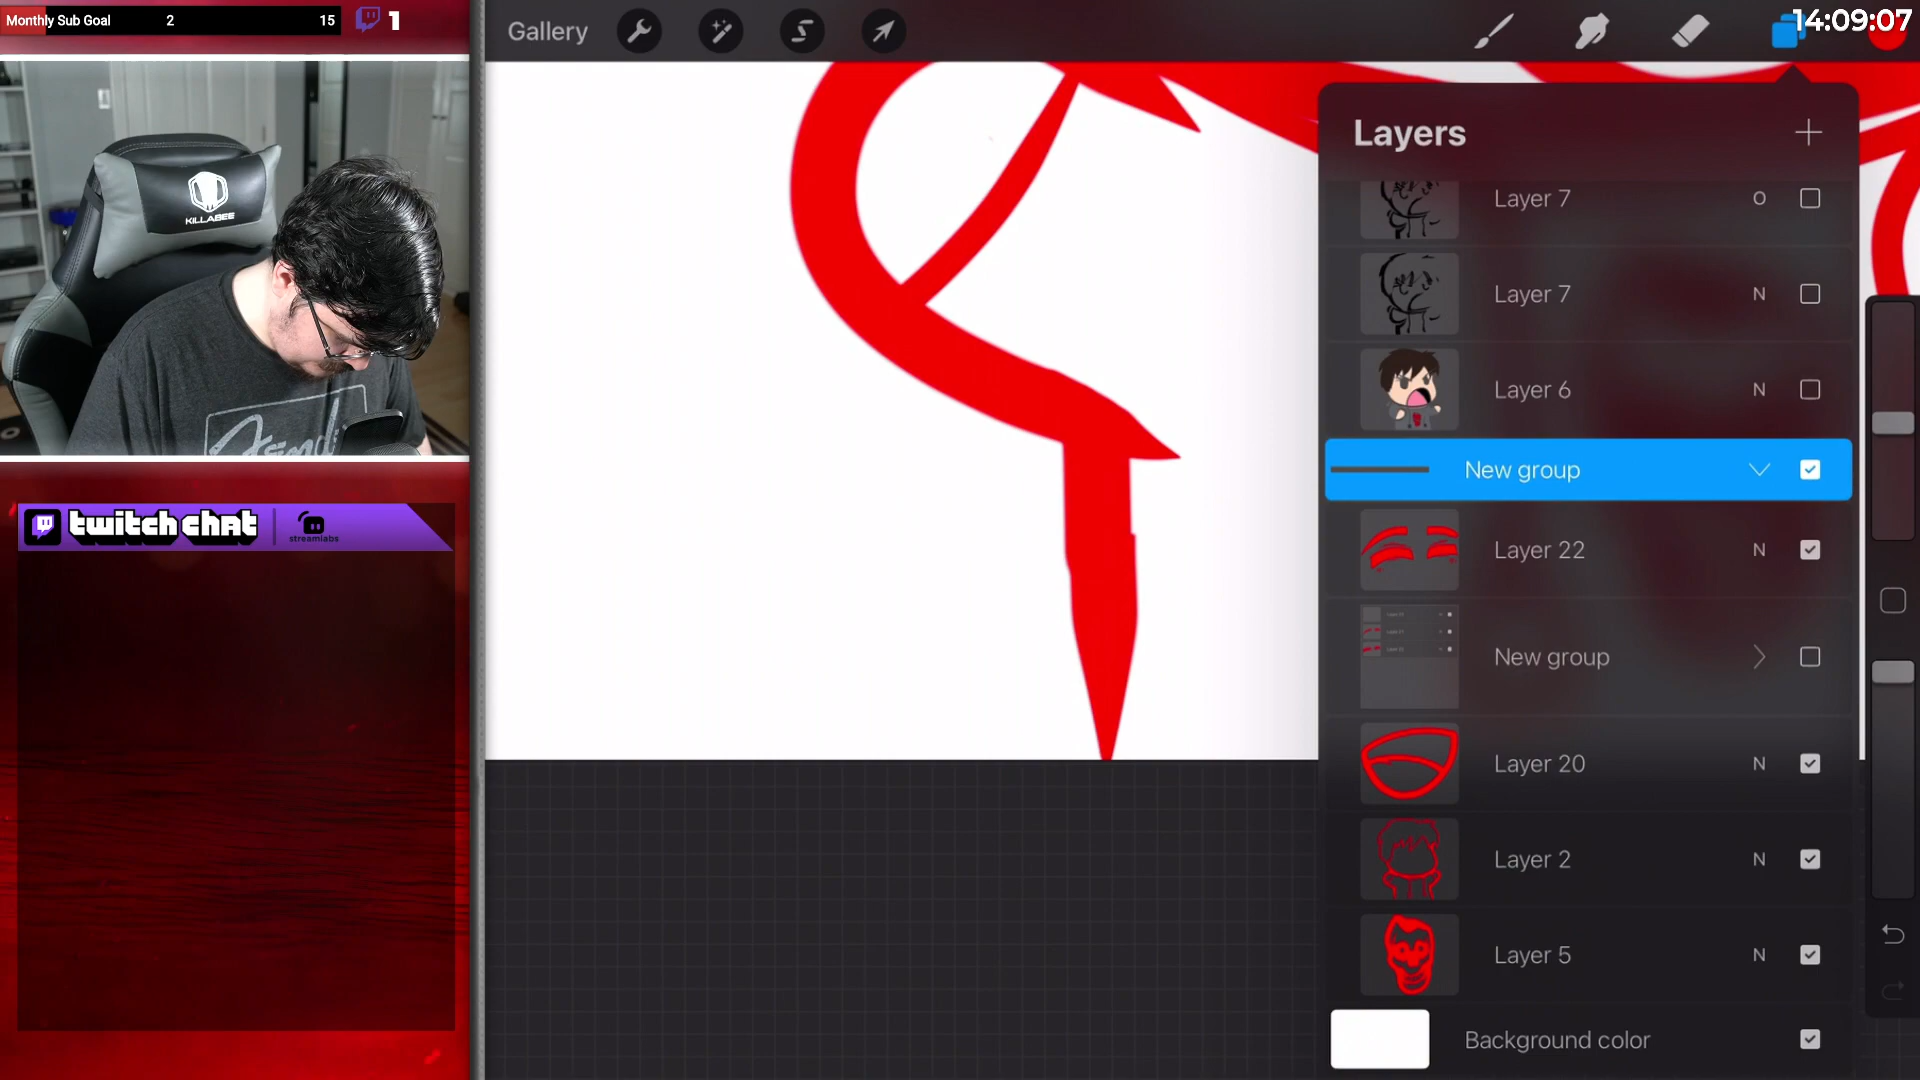 Monthly Sub Goal 2 15 1
Gallery
14:09:07
KILLABEE
Fend
twitch chat
streamlabs
Layers
Layer 7 O
Layer 7 N
Layer 6 N
New group
Layer 22 N
New group
Layer 20 N
Layer 2 N
Layer 5 N
Background color